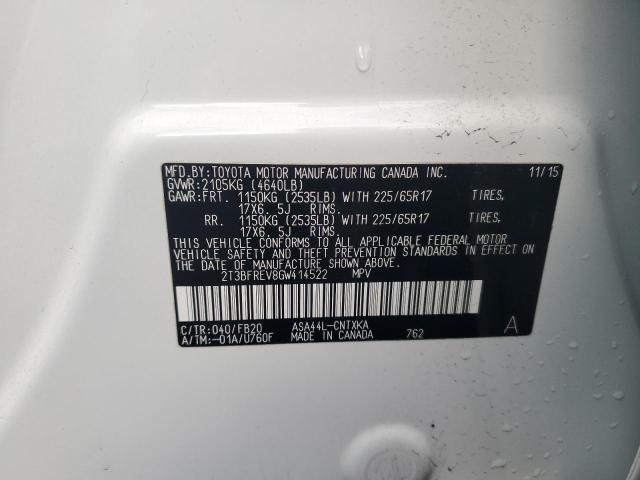 MFD. BY: TOYOTA MOTOR MANUFACTURING CANADA INC. 11/15
GVWR: 2105KG (4640LB)
GAWR: FRT. 1150KG (2535LB) WITH 225/65R17 TIRES,
17X6. 5J RIMS.
RR. 1150KG (2535LB) WITH 225/65R17 TIRES,
17X6. 5J RIMS.
THIS VEHICLE CONFORMS TO ALL APPLICABLE FEDERAL MOTOR
VEHICLE SAFETY AND THEFT PREVENTION STANDARDS IN EFFECT ON
THE DATE OF MANUFACTURE SHOWN ABOVE.
2T3BFREV8GW414522 MPV
C/TR: 040/FB20 ASA44L-CNTXKA A
A/TM: -01A/U760F MADE IN CANADA 762